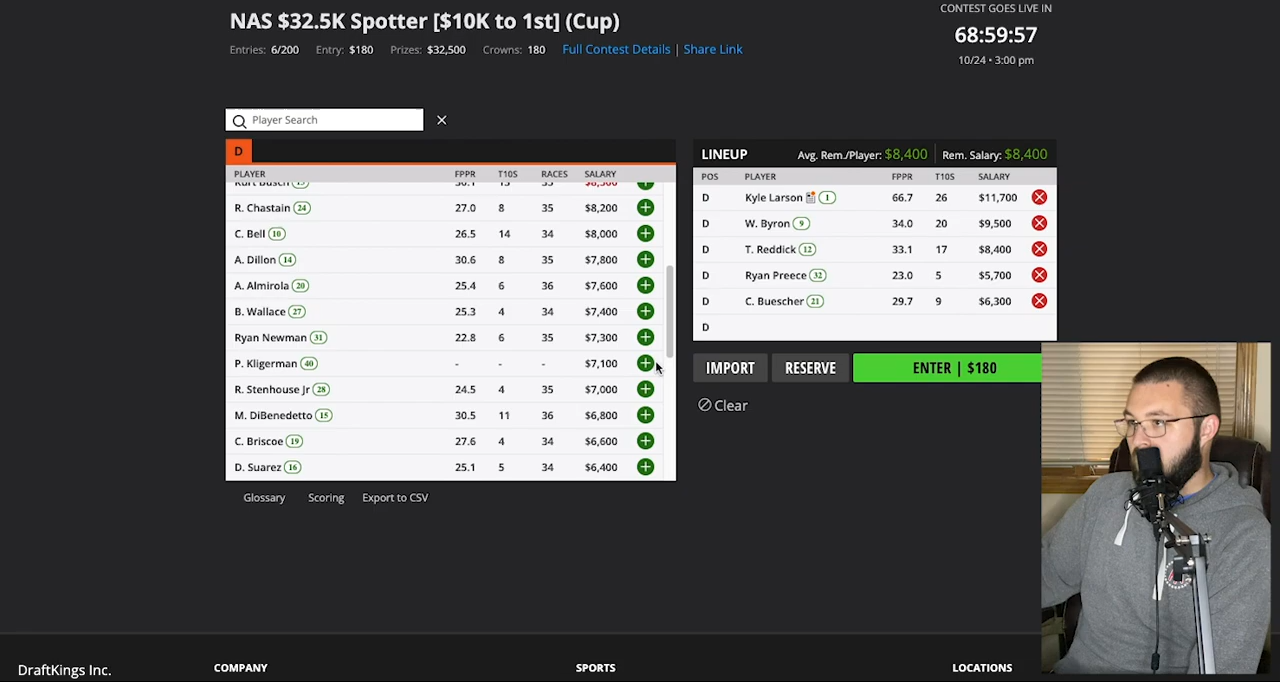 NAS $32.5K Spotter [$10K to 1st] (Cup)
Entries: 6/200 Entry: $180 Prizes: $32,500 Crowns: 180 Full Contest Details | Share Link
CONTEST GOES LIVE IN
68:59:57
10/24 • 3:00 pm
Player Search
D
PLAYER FPPR T10S RACES SALARY
Kurt Busch
R. Chastain 24 27.0 8 35 $8,200
C. Bell 10 26.5 14 34 $8,000
A. Dillon 14 30.6 8 35 $7,800
A. Almirola 20 25.4 6 36 $7,600
B. Wallace 27 25.3 4 34 $7,400
Ryan Newman 31 22.8 6 35 $7,300
P. Kligerman 40 - - - $7,100
R. Stenhouse Jr 28 24.5 4 35 $7,000
M. DiBenedetto 15 30.5 11 36 $6,800
C. Briscoe 19 27.6 4 34 $6,600
D. Suarez 16 25.1 5 34 $6,400
Glossary Scoring Export to CSV
LINEUP Avg. Rem./Player: $8,400 Rem. Salary: $8,400
POS PLAYER FPPR T10S SALARY
D Kyle Larson 1 66.7 26 $11,700
D W. Byron 9 34.0 20 $9,500
D T. Reddick 12 33.1 17 $8,400
D Ryan Preece 32 23.0 5 $5,700
D C. Buescher 21 29.7 9 $6,300
D
IMPORT RESERVE ENTER | $180
Clear
DraftKings Inc. COMPANY SPORTS LOCATIONS